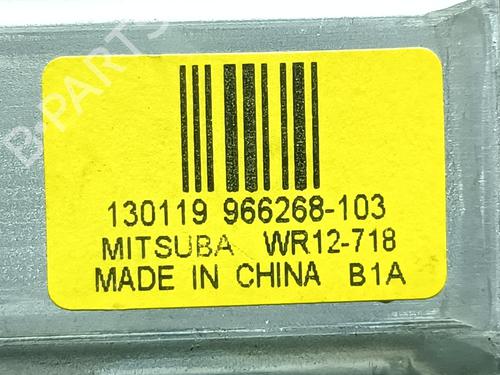 B-PARTS
130119 966268-103
MITSUBA WR12-718
MADE IN CHINA B1A